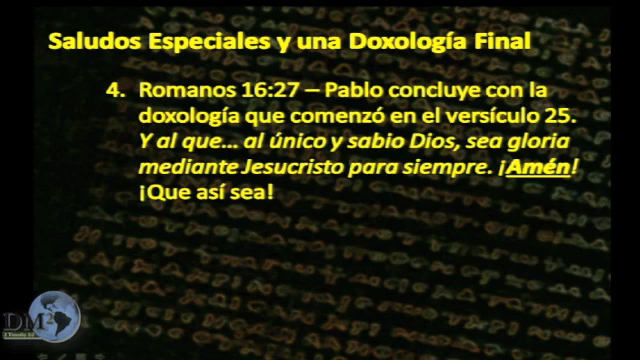 Saludos Especiales y una Doxología Final
4. Romanos 16:27 – Pablo concluye con la
doxología que comenzó en el versículo 25.
Y al que… al único y sabio Dios, sea gloria
mediante Jesucristo para siempre. ¡Amén!
¡Que así sea!
DM2